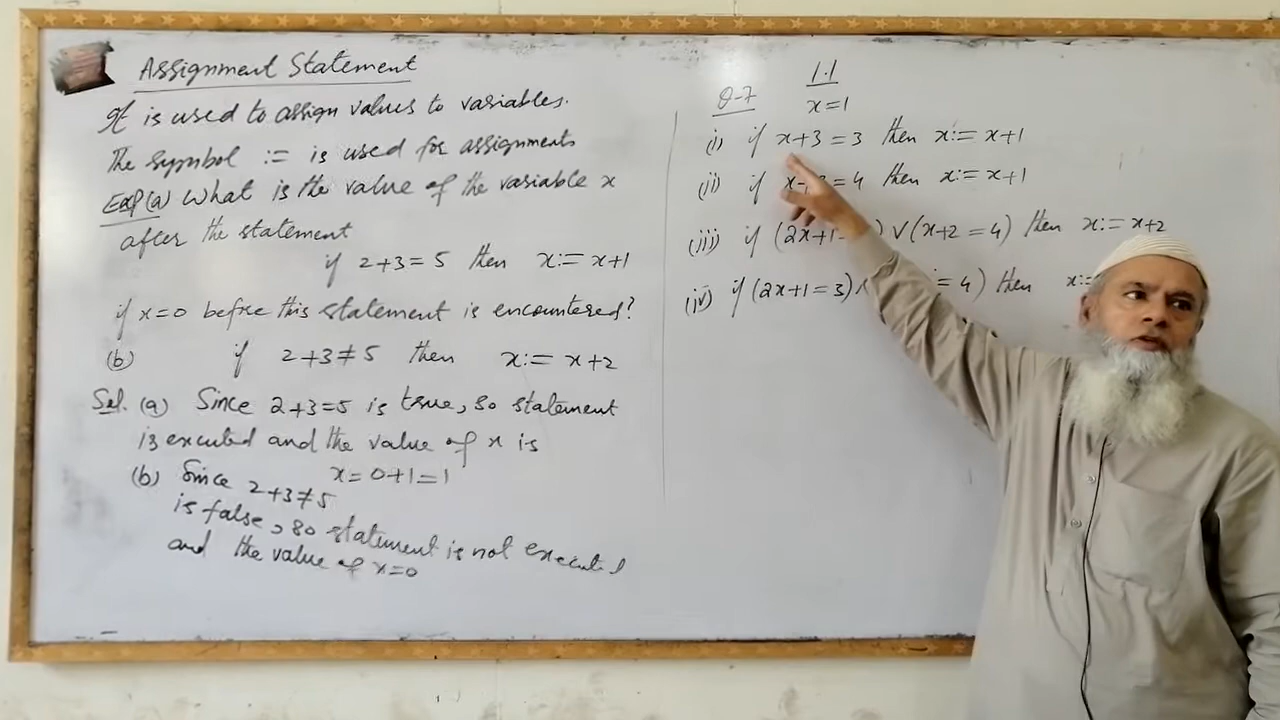 Assignment Statement
It is used to assign values to variables.
The symbol := is used for assignments
Exp(a) What is the value of the variable x
after the statement
if 2+3=5 then x:= x+1
if x=0 before this statement is encountered?
(b) if 2+3≠5 then x:= x+2
Sol. (a) Since 2+3=5 is true, so statement
is executed and the value of x is
x=0+1=1
(b) Since 2+3≠5
is false, so statement is not executed
and the value of x=0
1.1
Q-7 x=1
(i) if x+3=3 then x:= x+1
(ii) if x+ =4 then x:= x+1
(iii) if (2x+1 ) ∨ (x+2=4) then x:= x+2
(iv) if (2x+1=3) ∧ =4) then x:=